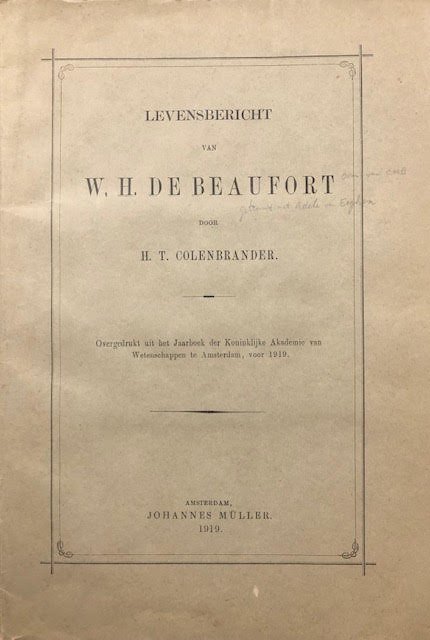 LEVENSBERICHT
VAN
W. H. DE BEAUFORT
DOOR
H. T. COLENBRANDER.
Overgedrukt uit het Jaarboek der Koninklijke Akademie van
Wetenschappen te Amsterdam, voor 1919.
AMSTERDAM,
JOHANNES MÜLLER.
1919.